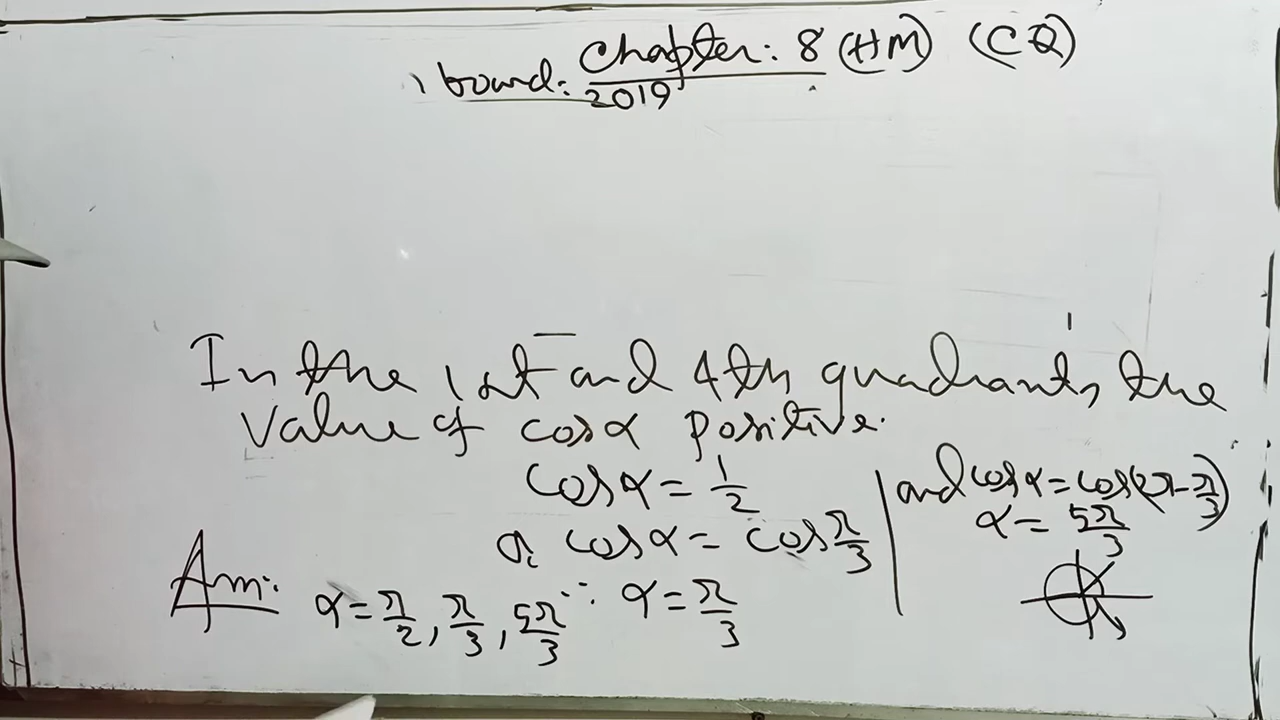 Chapter: 8 (HM) (CQ)
board: 2019
In the 1st and 4th quadrants, the
value of cosα positive.
cosα = 1/2
or cosα = cos π/3
∴ α = π/3
and cosα = cos(2π - π/3)
α = 5π/3
Ans: α = π/2, π/3, 5π/3